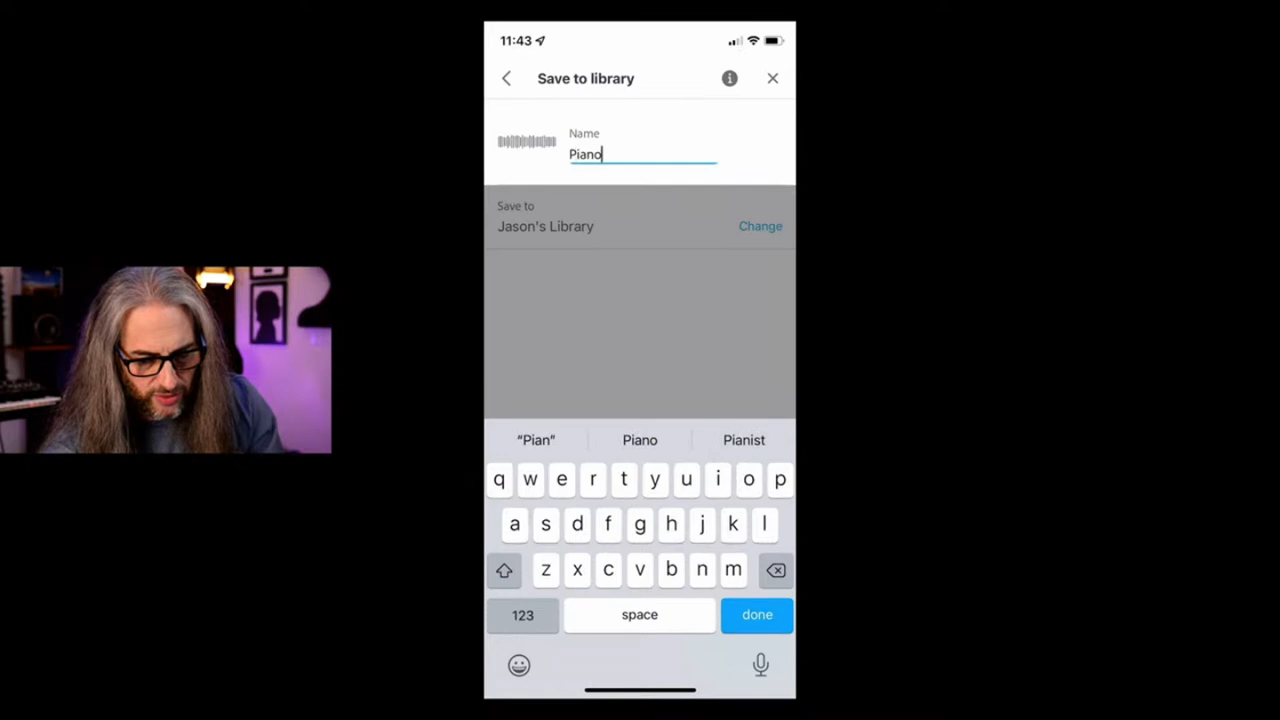 11:43
Save to library
Name
Piano
Save to
Jason's Library
Change
"Pian" Piano Pianist
q w e r t y u i o p
a s d f g h j k l
z x c v b n m
123 space done